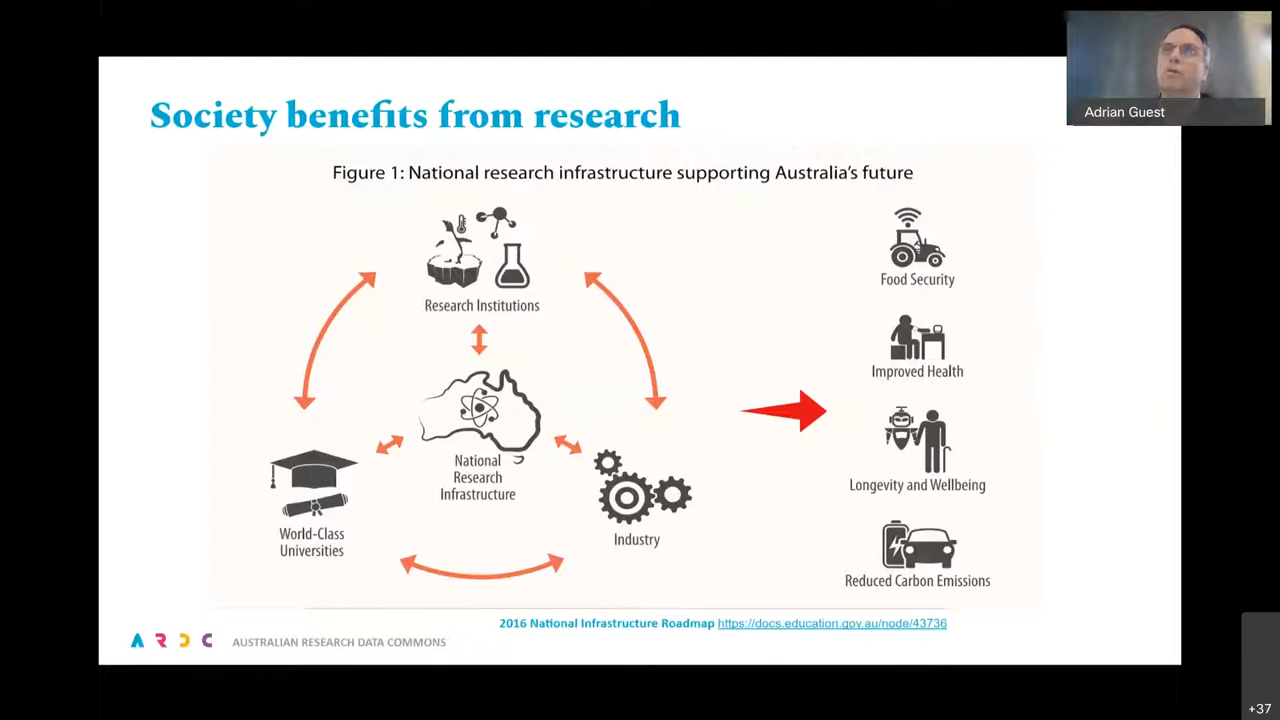 Society benefits from research
Adrian Guest
Figure 1: National research infrastructure supporting Australia's future
Research Institutions
National
Research
Infrastructure
World-Class
Universities
Industry
Food Security
Improved Health
Longevity and Wellbeing
Reduced Carbon Emissions
2016 National Infrastructure Roadmap https://docs.education.gov.au/node/43736
ARDC AUSTRALIAN RESEARCH DATA COMMONS
+37